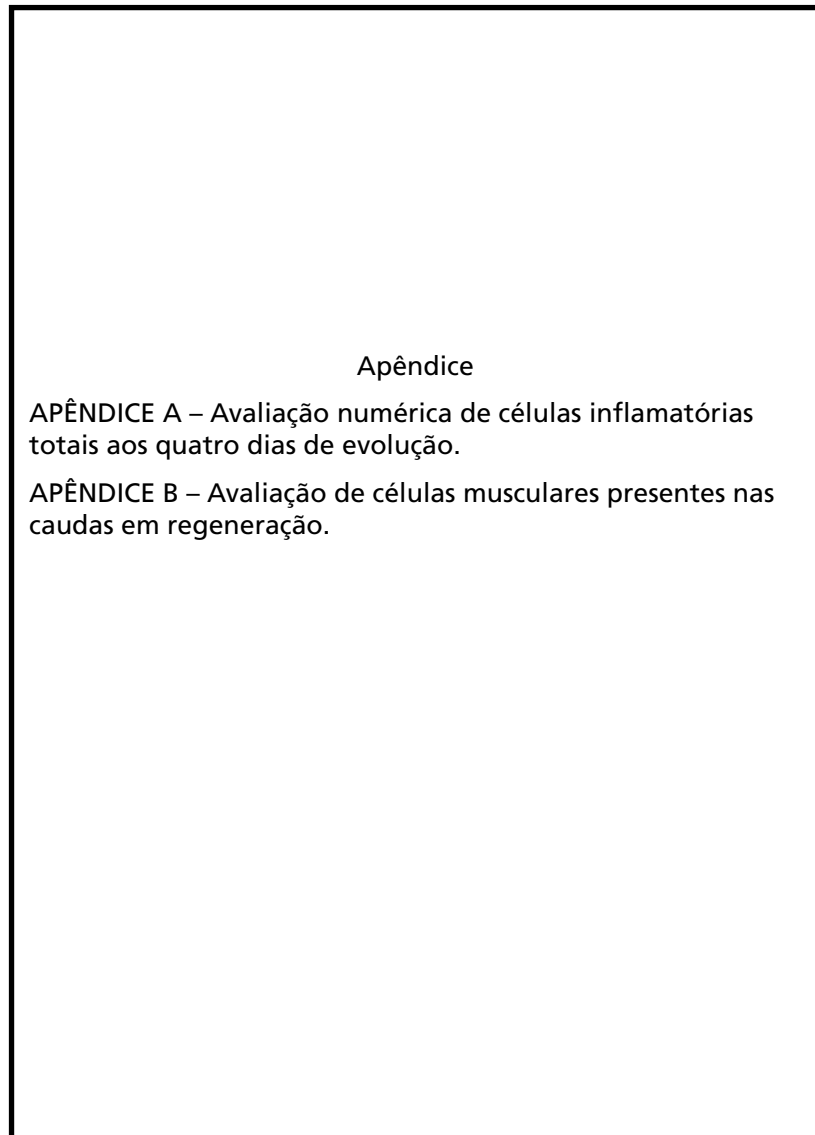 Apêndice
APÊNDICE A – Avaliação numérica de células inflamatórias
totais aos quatro dias de evolução.
APÊNDICE B – Avaliação de células musculares presentes nas
caudas em regeneração.